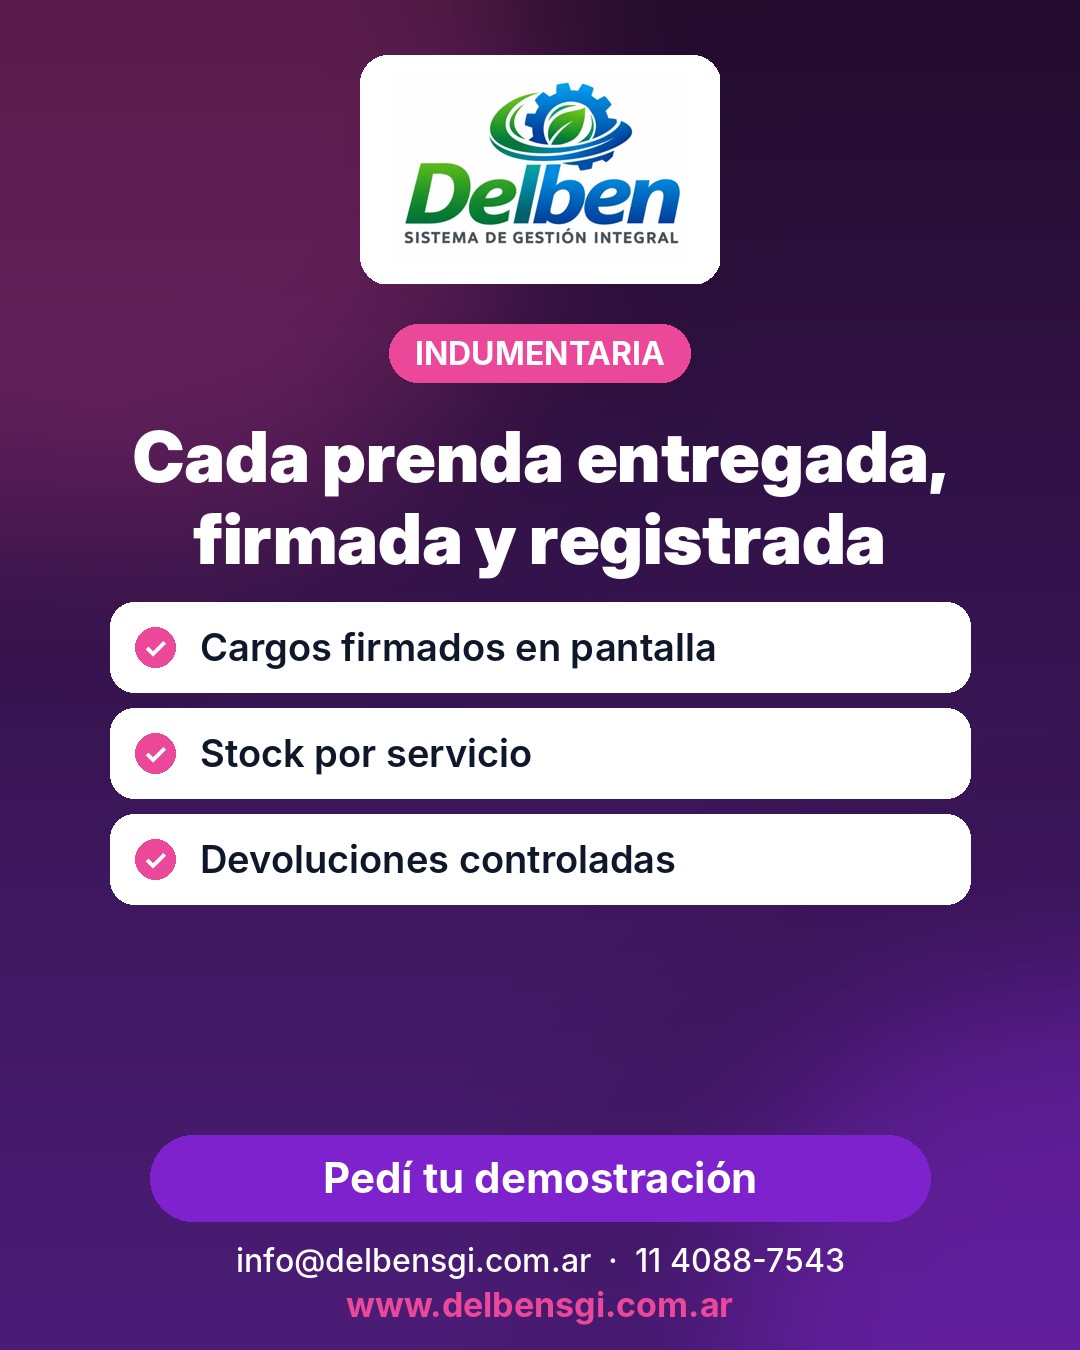 Delben
SISTEMA DE GESTIÓN INTEGRAL
INDUMENTARIA
Cada prenda entregada,
firmada y registrada
Cargos firmados en pantalla
Stock por servicio
Devoluciones controladas
Pedí tu demostración
info@delbensgi.com.ar · 11 4088-7543
www.delbensgi.com.ar